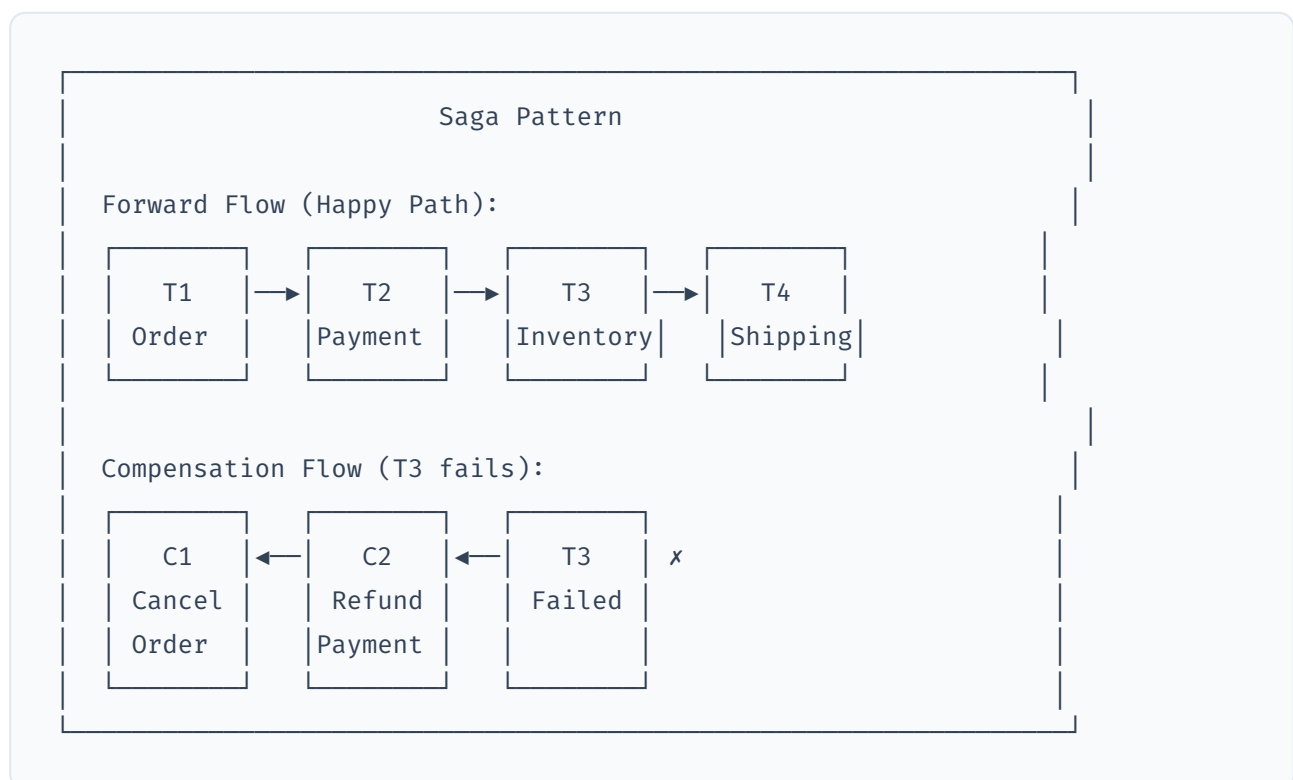 Saga Pattern
Forward Flow (Happy Path):
T1 T2 T3 T4
Order Payment Inventory Shipping
Compensation Flow (T3 fails):
C1 C2 T3 ✗
Cancel Refund Failed
Order Payment